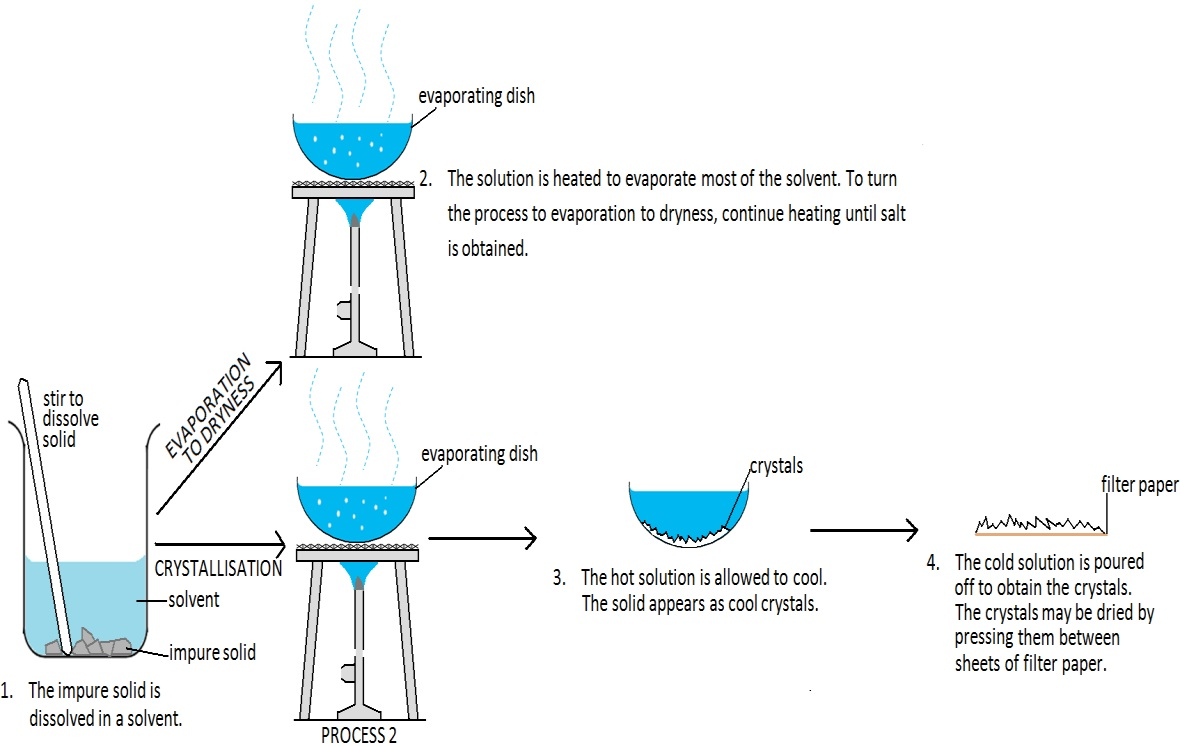 evaporating dish
2. The solution is heated to evaporate most of the solvent. To turn
the process to evaporation to dryness, continue heating until salt
is obtained.
EVAPORATION
TO DRYNESS
stir to
dissolve
solid
evaporating dish
crystals
filter paper
CRYSTALLISATION
solvent
impure solid
1. The impure solid is
dissolved in a solvent.
PROCESS 2
3. The hot solution is allowed to cool.
The solid appears as cool crystals.
4. The cold solution is poured
off to obtain the crystals.
The crystals may be dried by
pressing them between
sheets of filter paper.